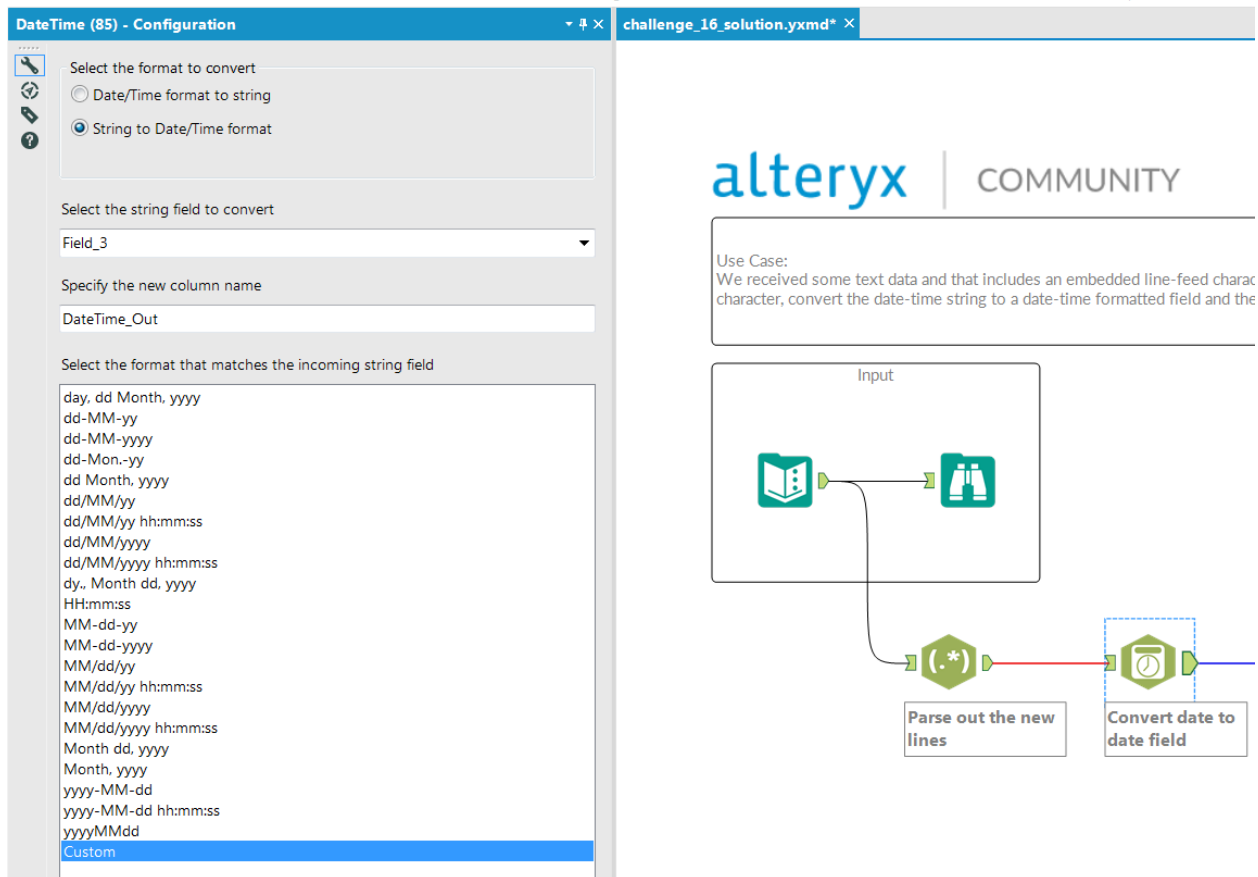 DateTime (85) - Configuration
Select the format to convert
Date/Time format to string
String to Date/Time format
Select the string field to convert
Field_3
Specify the new column name
DateTime_Out
Select the format that matches the incoming string field
day, dd Month, yyyy
dd-MM-yy
dd-MM-yyyy
dd-Mon.-yy
dd Month, yyyy
dd/MM/yy
dd/MM/yy hh:mm:ss
dd/MM/yyyy
dd/MM/yyyy hh:mm:ss
dy., Month dd, yyyy
HH:mm:ss
MM-dd-yy
MM-dd-yyyy
MM/dd/yy
MM/dd/yy hh:mm:ss
MM/dd/yyyy
MM/dd/yyyy hh:mm:ss
Month dd, yyyy
Month, yyyy
yyyy-MM-dd
yyyy-MM-dd hh:mm:ss
yyyyMMdd
Custom
challenge_16_solution.yxmd*
alteryx COMMUNITY
Use Case:
We received some text data and that includes an embedded line-feed charac
character, convert the date-time string to a date-time formatted field and the
Input
(.*)
Parse out the new
lines
Convert date to
date field